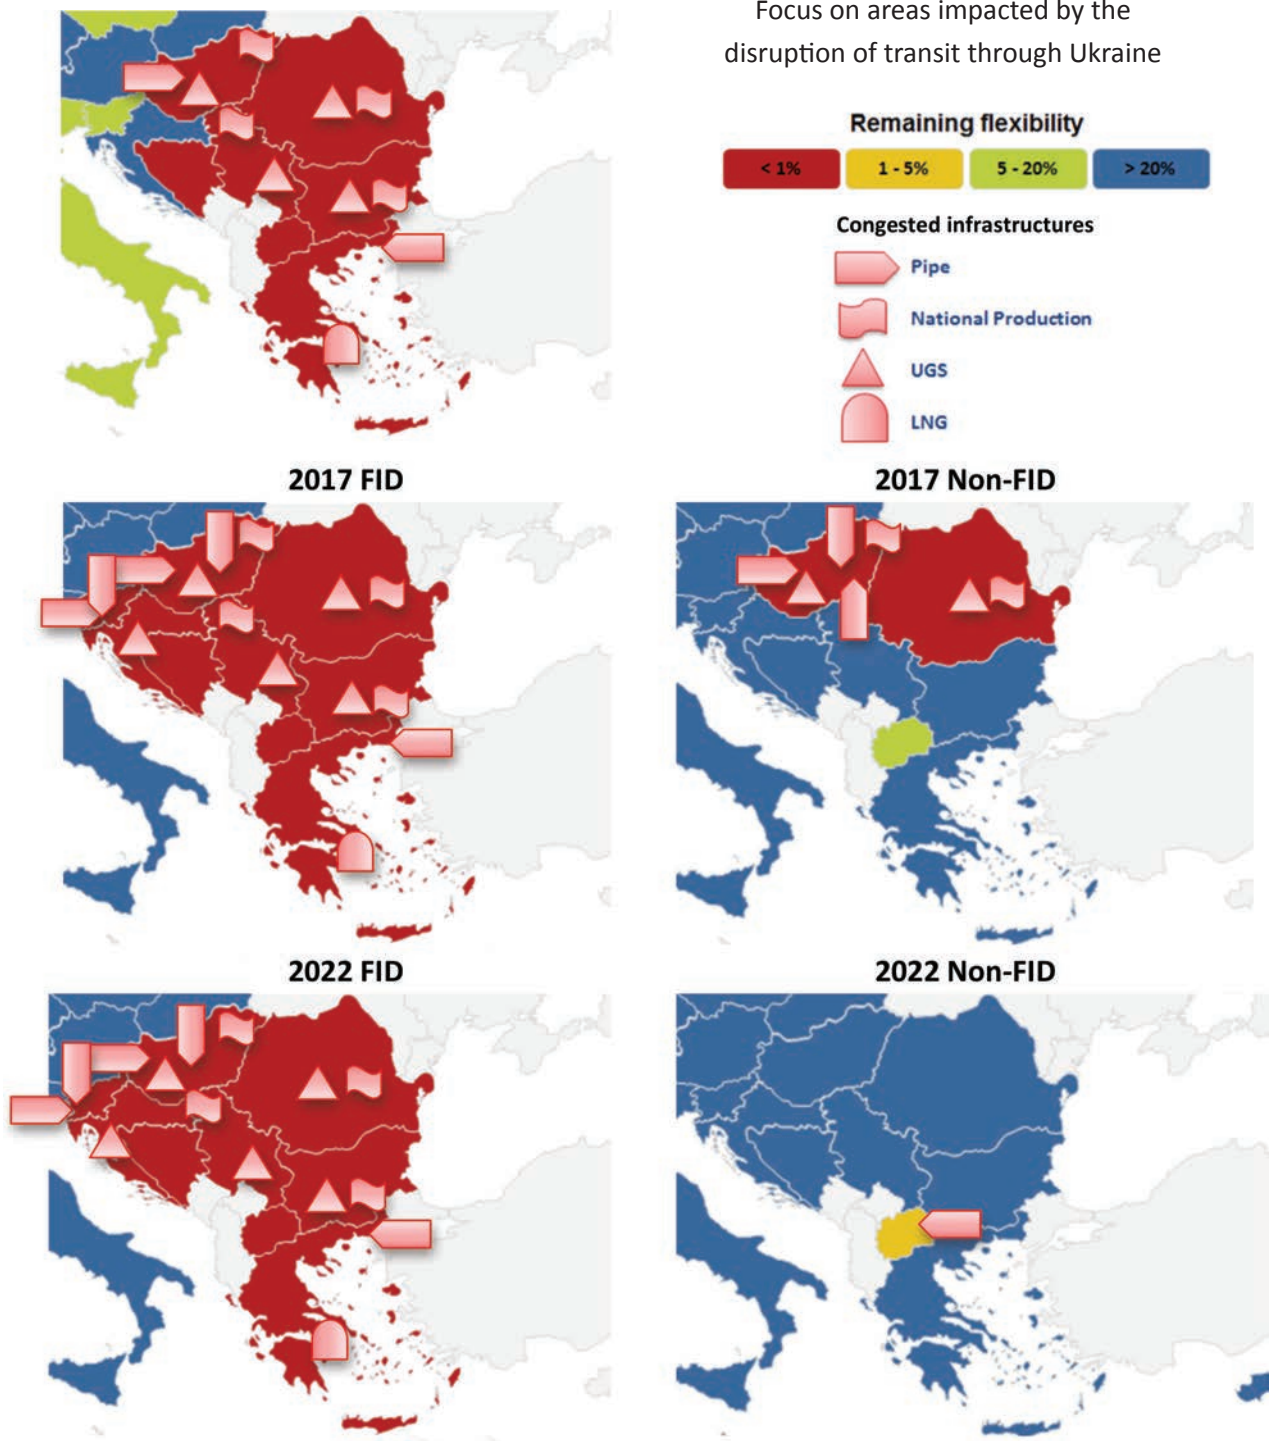 Focus on areas impacted by the
disruption of transit through Ukraine
Remaining flexibility
< 1% 1 - 5% 5 - 20% > 20%
Congested infrastructures
Pipe
National Production
UGS
LNG
2017 FID 2017 Non-FID
2022 FID 2022 Non-FID